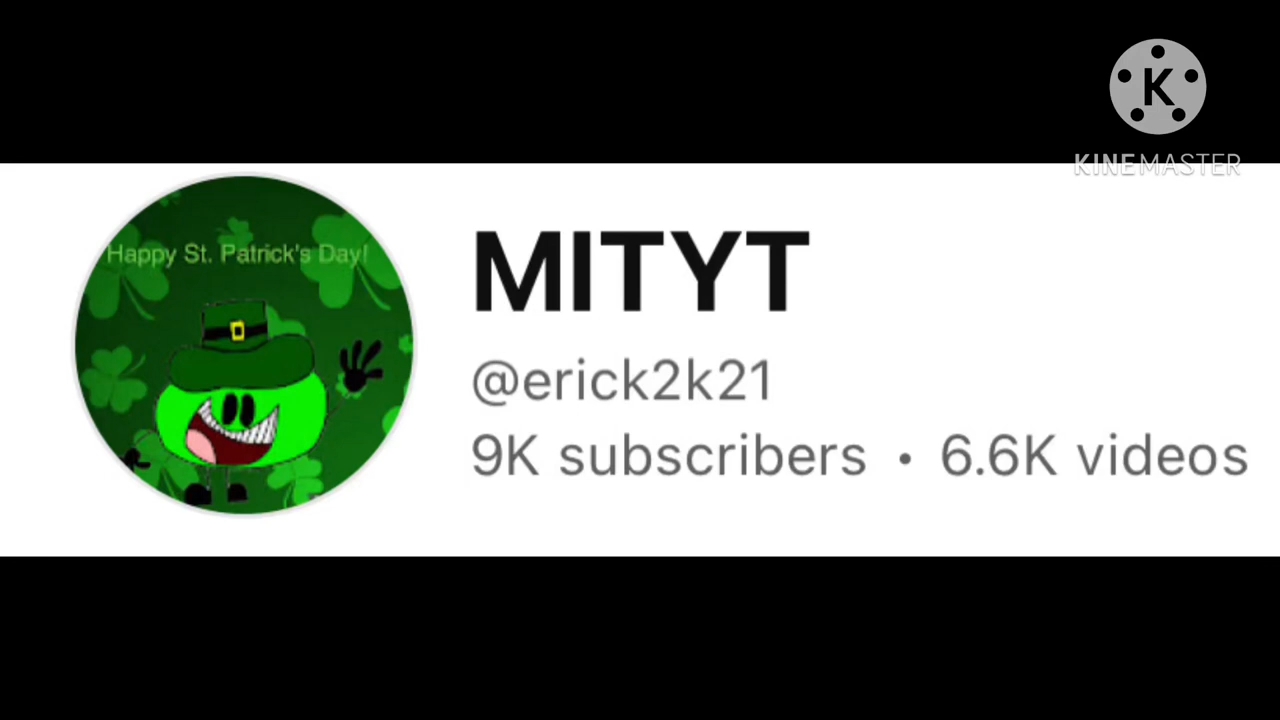 K
KINEMASTER
Happy St. Patrick's Day!
MITYT
@erick2k21
9K subscribers • 6.6K videos